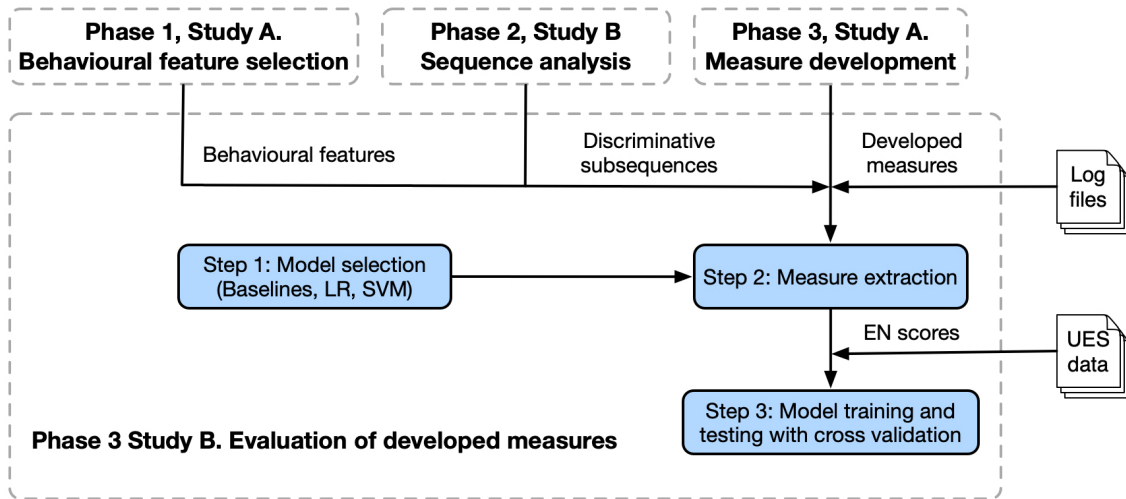 Phase 1, Study A.
Behavioural feature selection
Phase 2, Study B
Sequence analysis
Phase 3, Study A.
Measure development
Behavioural features
Discriminative
subsequences
Developed
measures
Log
files
Step 1: Model selection
(Baselines, LR, SVM)
Step 2: Measure extraction
EN scores
UES
data
Step 3: Model training and
testing with cross validation
Phase 3 Study B. Evaluation of developed measures